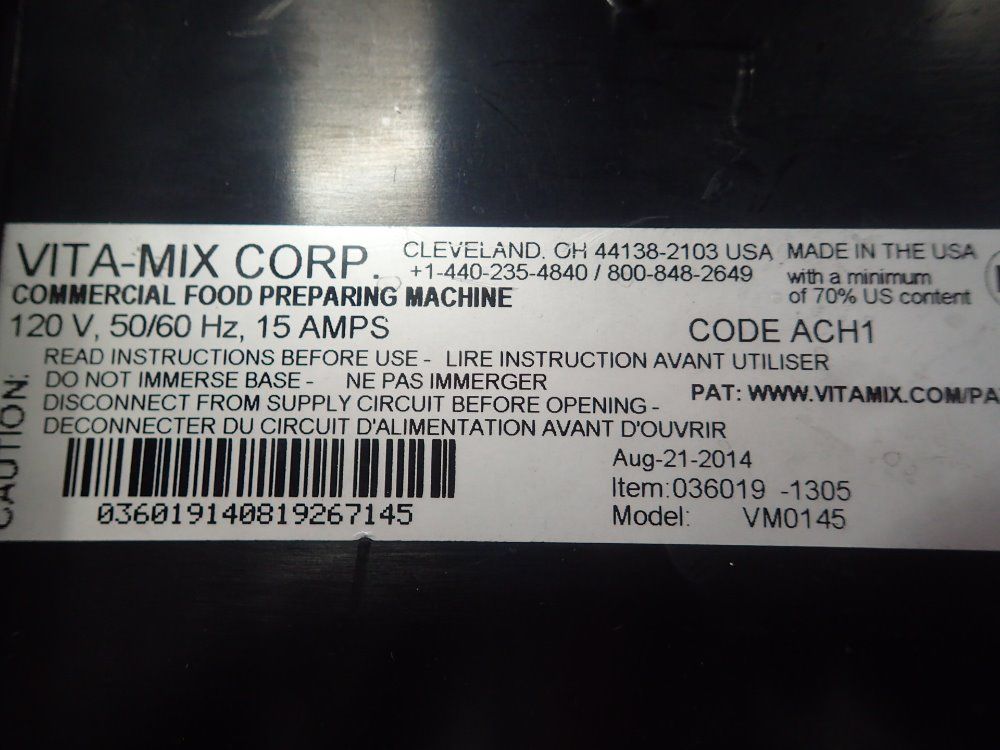 VITA-MIX CORP.
CLEVELAND, OH 44138-2103 USA
+1-440-235-4840 / 800-848-2649
MADE IN THE USA
with a minimum
of 70% US content
COMMERCIAL FOOD PREPARING MACHINE
120 V, 50/60 Hz, 15 AMPS
CODE ACH1
CAUTION:
READ INSTRUCTIONS BEFORE USE - LIRE INSTRUCTION AVANT UTILISER
DO NOT IMMERSE BASE - NE PAS IMMERGER
DISCONNECT FROM SUPPLY CIRCUIT BEFORE OPENING -
DECONNECTER DU CIRCUIT D'ALIMENTATION AVANT D'OUVRIR
PAT: WWW.VITAMIX.COM/PA
036019140819267145
Aug-21-2014
Item:036019 -1305
Model: VM0145